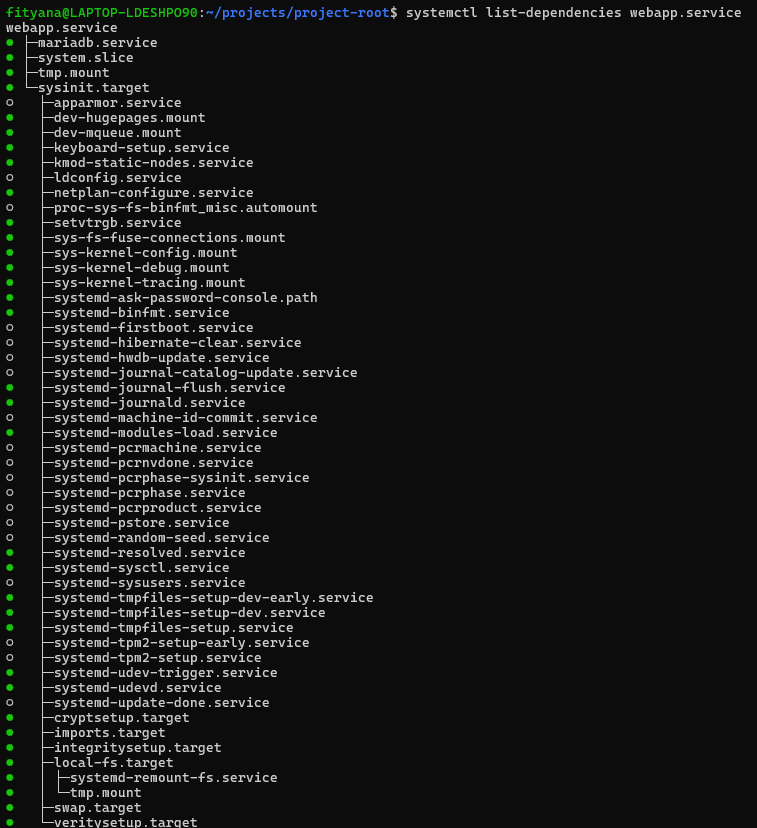 fityana@LAPTOP-LDESHPO90:~/projects/project-root$ systemctl list-dependencies webapp.service
webapp.service
● ├─mariadb.service
● ├─system.slice
● ├─tmp.mount
● └─sysinit.target
○   ├─apparmor.service
●   ├─dev-hugepages.mount
●   ├─dev-mqueue.mount
●   ├─keyboard-setup.service
●   ├─kmod-static-nodes.service
○   ├─ldconfig.service
●   ├─netplan-configure.service
○   ├─proc-sys-fs-binfmt_misc.automount
●   ├─setvtrgb.service
●   ├─sys-fs-fuse-connections.mount
●   ├─sys-kernel-config.mount
●   ├─sys-kernel-debug.mount
●   ├─sys-kernel-tracing.mount
●   ├─systemd-ask-password-console.path
●   ├─systemd-binfmt.service
○   ├─systemd-firstboot.service
○   ├─systemd-hibernate-clear.service
○   ├─systemd-hwdb-update.service
○   ├─systemd-journal-catalog-update.service
●   ├─systemd-journal-flush.service
●   ├─systemd-journald.service
○   ├─systemd-machine-id-commit.service
●   ├─systemd-modules-load.service
○   ├─systemd-pcrmachine.service
○   ├─systemd-pcrnvdone.service
○   ├─systemd-pcrphase-sysinit.service
○   ├─systemd-pcrphase.service
○   ├─systemd-pcrproduct.service
○   ├─systemd-pstore.service
○   ├─systemd-random-seed.service
●   ├─systemd-resolved.service
●   ├─systemd-sysctl.service
○   ├─systemd-sysusers.service
●   ├─systemd-tmpfiles-setup-dev-early.service
●   ├─systemd-tmpfiles-setup-dev.service
●   ├─systemd-tmpfiles-setup.service
○   ├─systemd-tpm2-setup-early.service
○   ├─systemd-tpm2-setup.service
●   ├─systemd-udev-trigger.service
●   ├─systemd-udevd.service
○   ├─systemd-update-done.service
●   ├─cryptsetup.target
●   ├─imports.target
●   ├─integritysetup.target
●   ├─local-fs.target
●   │ ├─systemd-remount-fs.service
●   │ └─tmp.mount
●   ├─swap.target
●   └─veritysetup.target